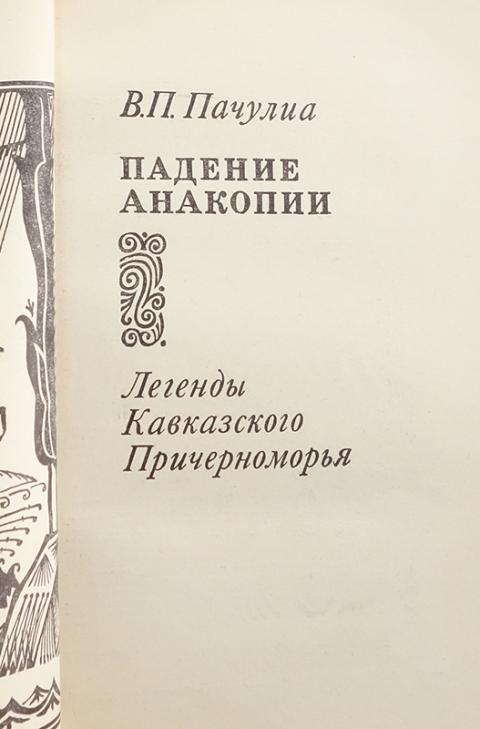 В.П. Пачулиа
ПАДЕНИЕ
АНАКОПИИ
Легенды
Кавказского
Причерноморья